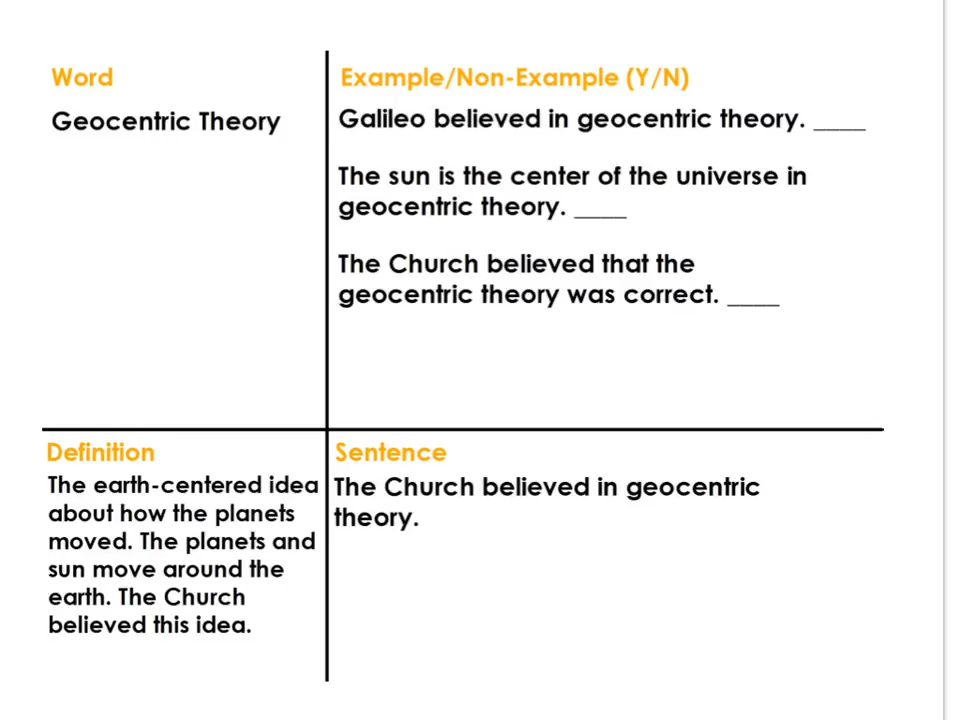 Word
Geocentric Theory
Example/Non-Example (Y/N)
Galileo believed in geocentric theory. ____
The sun is the center of the universe in
geocentric theory. ____
The Church believed that the
geocentric theory was correct. ____
Definition
The earth-centered idea
about how the planets
moved. The planets and
sun move around the
earth. The Church
believed this idea.
Sentence
The Church believed in geocentric
theory.